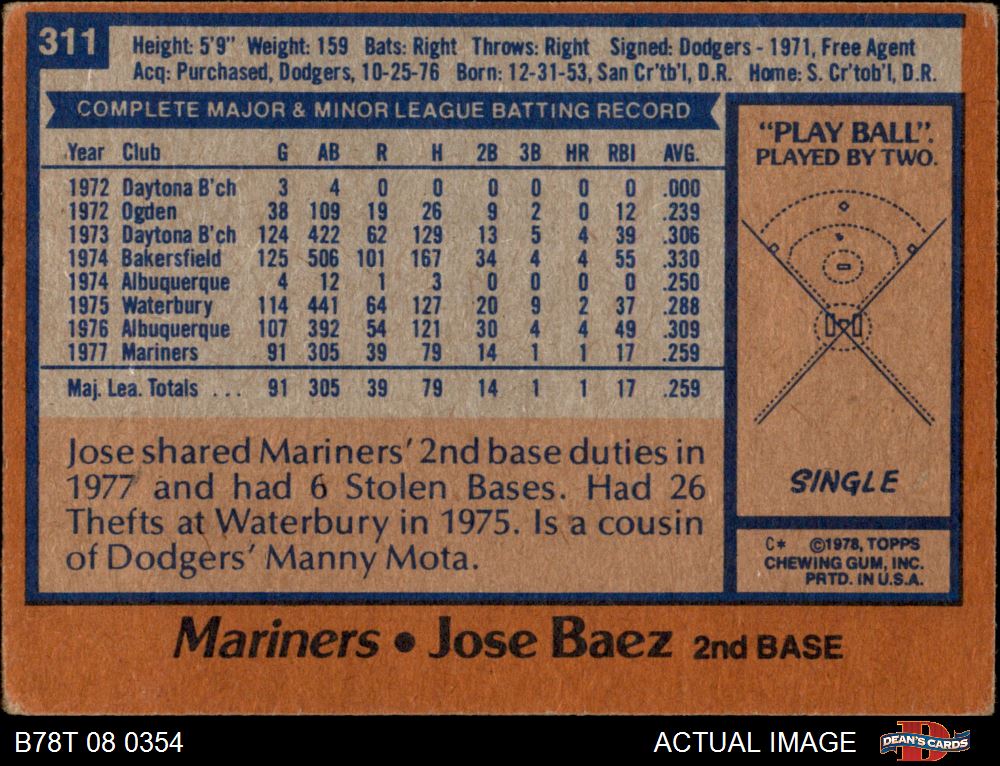 311
Height: 5'9" Weight: 159 Bats: Right Throws: Right Signed: Dodgers - 1971, Free Agent
Acq: Purchased, Dodgers, 10-25-76 Born: 12-31-53, San Cr'tb'l, D.R. Home: S. Cr'tob'l, D.R.
COMPLETE MAJOR & MINOR LEAGUE BATTING RECORD
Year Club G AB R H 2B 3B HR RBI AVG.
1972 Daytona B'ch 3 4 0 0 0 0 0 0 .000
1972 Ogden 38 109 19 26 9 2 0 12 .239
1973 Daytona B'ch 124 422 62 129 13 5 4 39 .306
1974 Bakersfield 125 506 101 167 34 4 4 55 .330
1974 Albuquerque 4 12 1 3 0 0 0 0 .250
1975 Waterbury 114 441 64 127 20 9 2 37 .288
1976 Albuquerque 107 392 54 121 30 4 4 49 .309
1977 Mariners 91 305 39 79 14 1 1 17 .259
Maj. Lea. Totals ... 91 305 39 79 14 1 1 17 .259
Jose shared Mariners' 2nd base duties in
1977 and had 6 Stolen Bases. Had 26
Thefts at Waterbury in 1975. Is a cousin
of Dodgers' Manny Mota.
"PLAY BALL".
PLAYED BY TWO.
SINGLE
C* ©1978, TOPPS
CHEWING GUM, INC.
PRTD. IN U.S.A.
Mariners • Jose Baez 2nd BASE
B78T 08 0354
ACTUAL IMAGE
D
DEAN'S CARDS